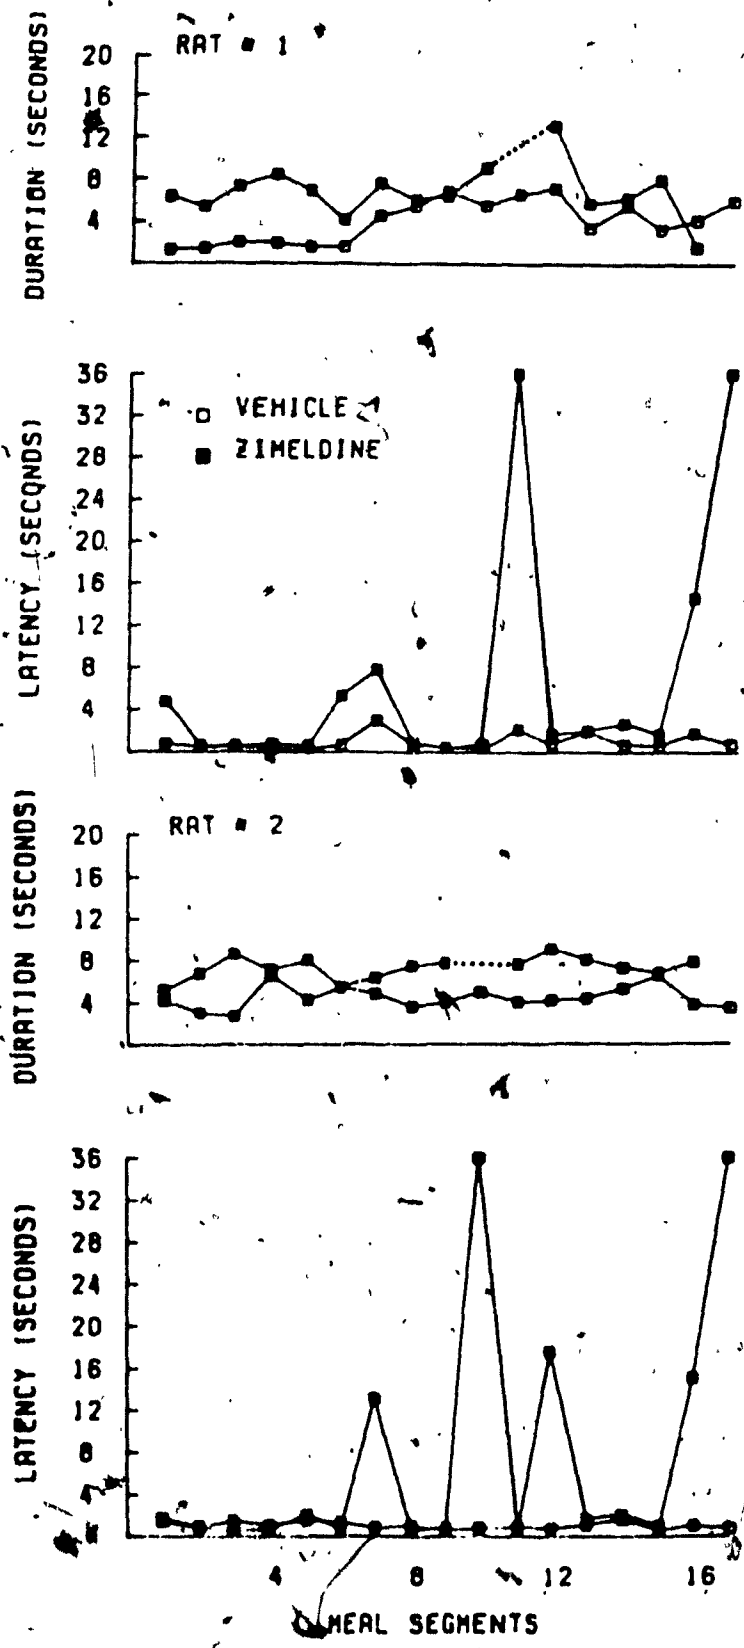 RAT # 1
DURATION (SECONDS)
20
16
12
8
4
VEHICLE
ZIMELDINE
LATENCY (SECONDS)
36
32
28
24
20
16
12
8
4
RAT # 2
DURATION (SECONDS)
20
16
12
8
4
LATENCY (SECONDS)
36
32
28
24
20
16
12
8
4
4 8 12 16
MEAL SEGMENTS